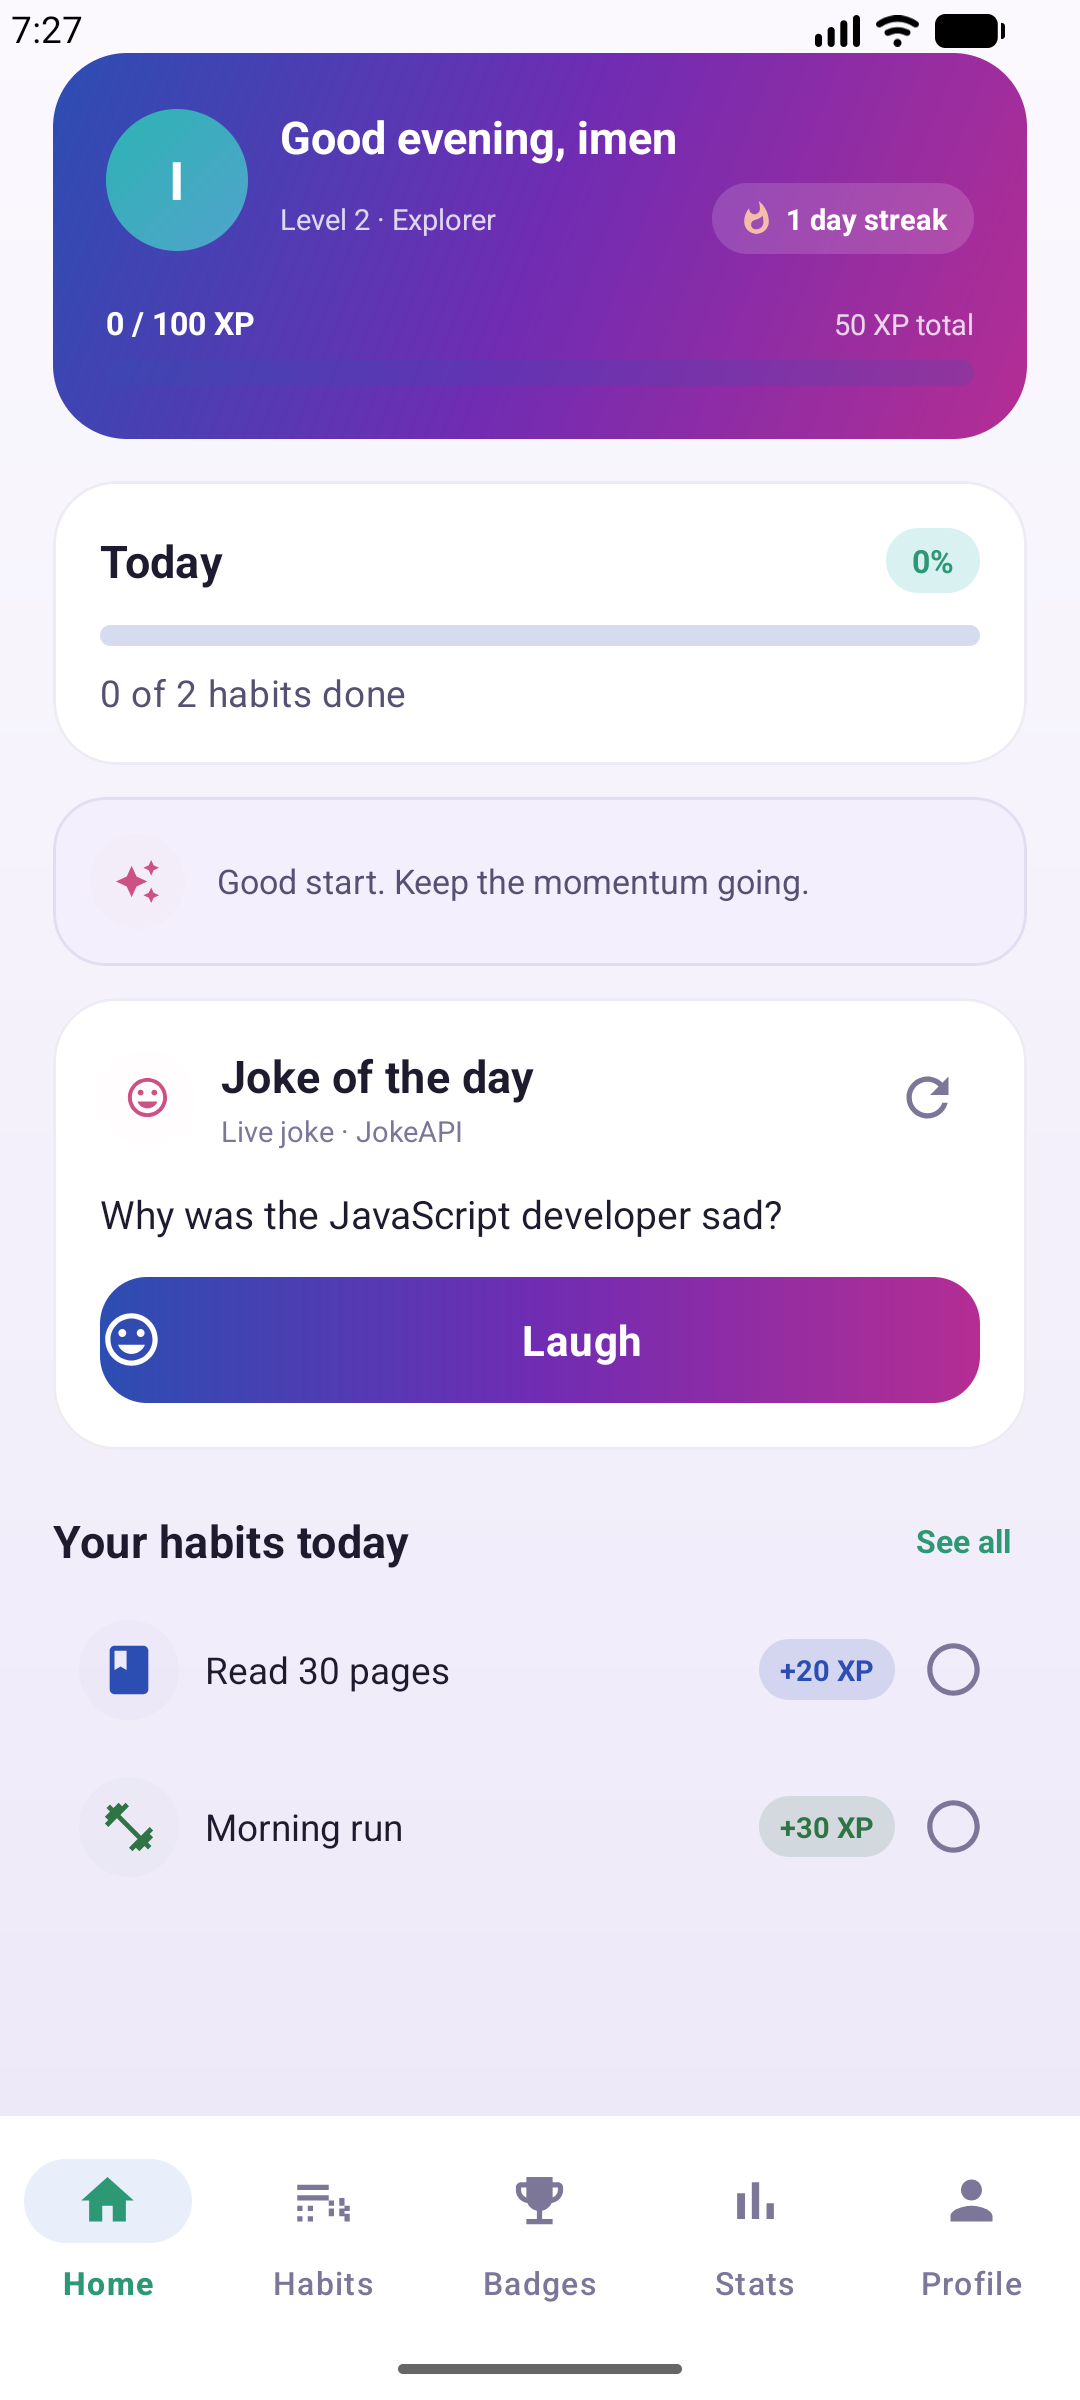 7:27
I
Good evening, imen
Level 2 · Explorer
1 day streak
0 / 100 XP
50 XP total
Today
0%
0 of 2 habits done
Good start. Keep the momentum going.
Joke of the day
Live joke · JokeAPI
Why was the JavaScript developer sad?
Laugh
Your habits today
See all
Read 30 pages
+20 XP
Morning run
+30 XP
Home
Habits
Badges
Stats
Profile